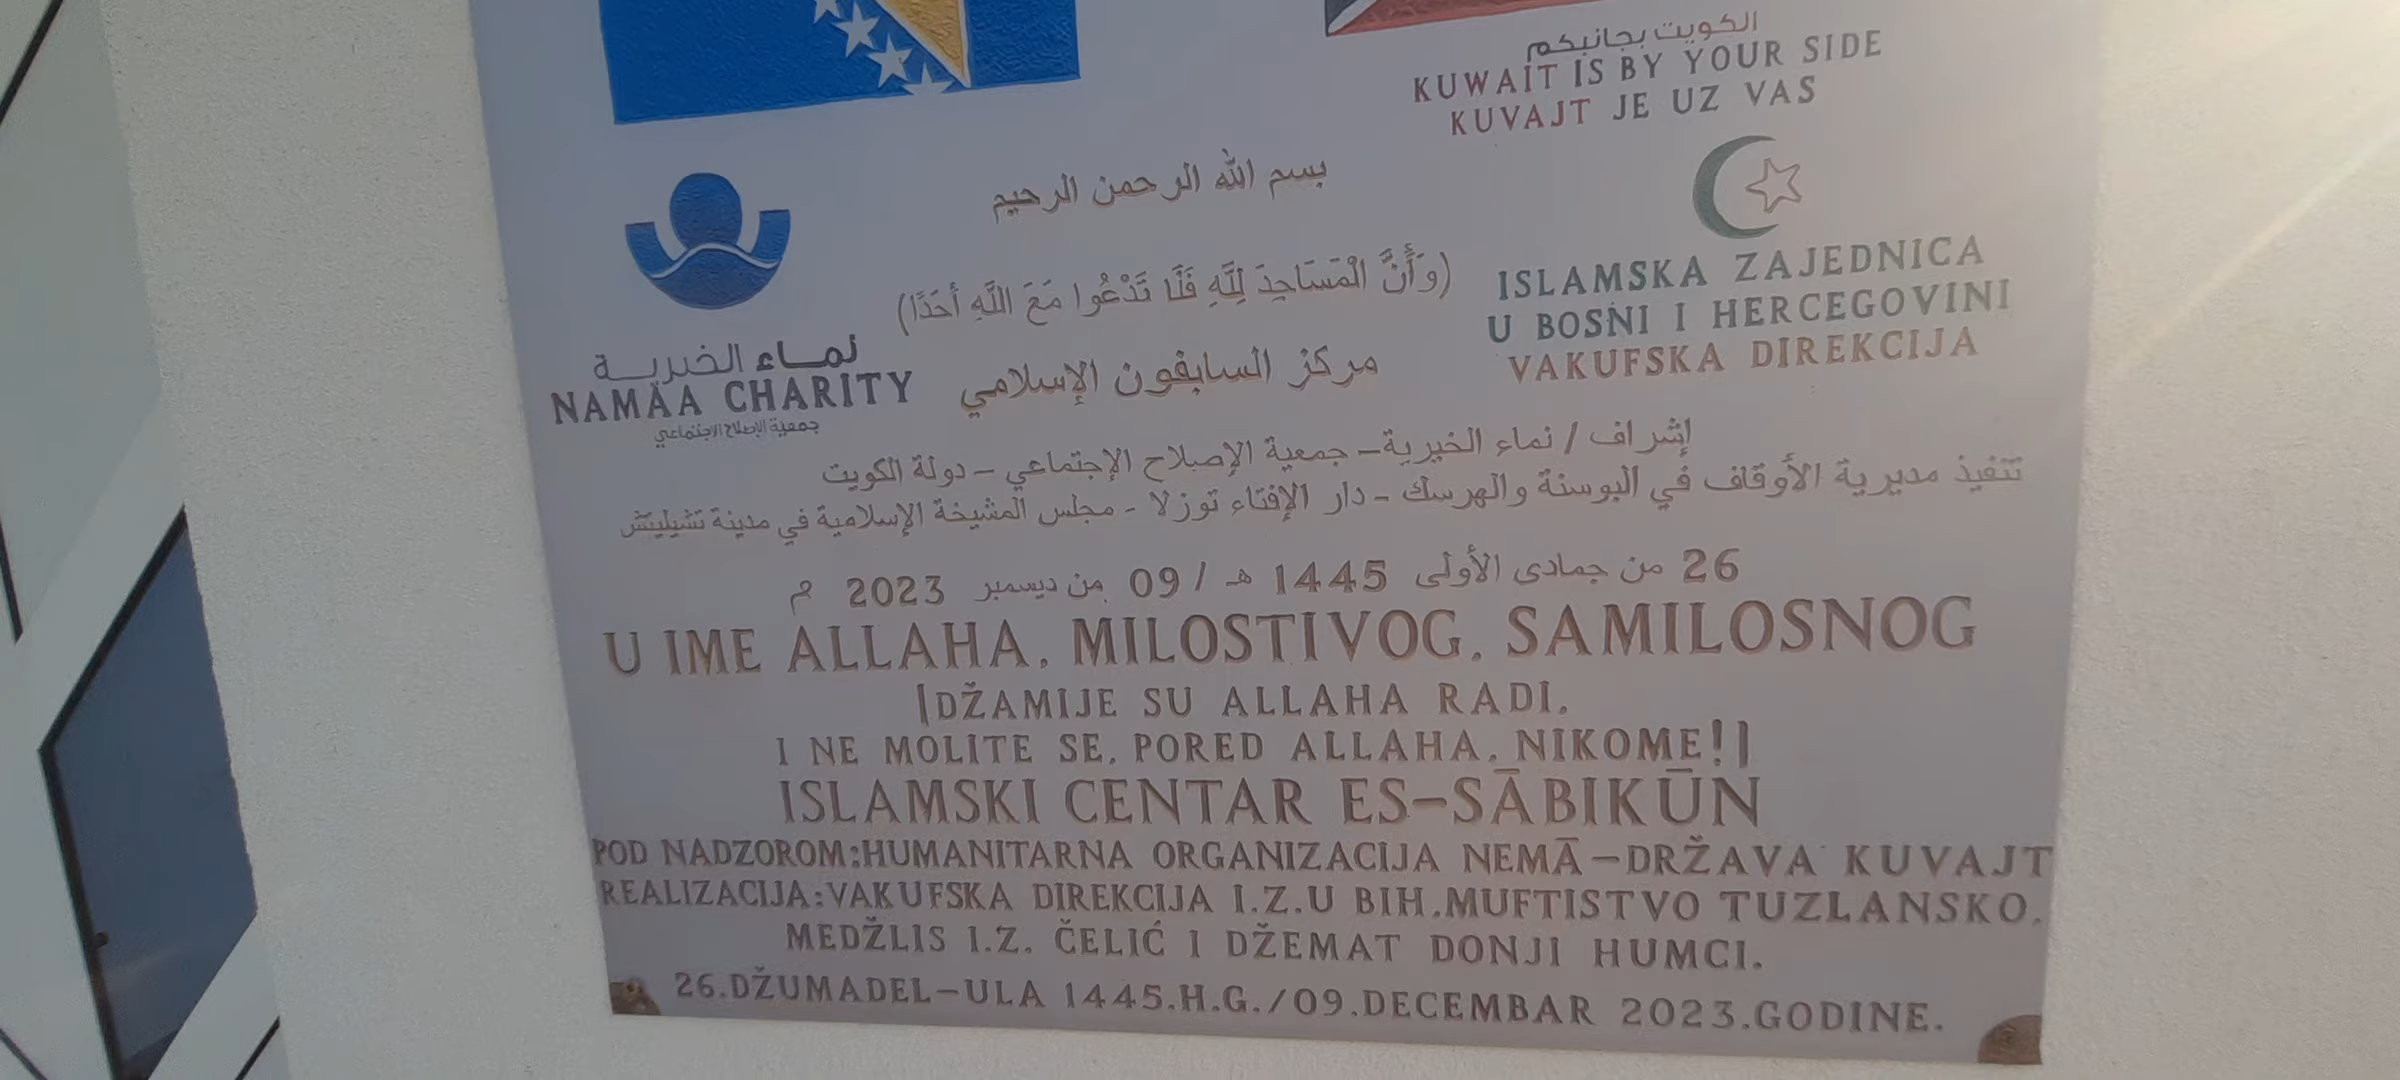 الكويت بجانبكم
KUWAIT IS BY YOUR SIDE
KUVAJT JE UZ VAS
بسم الله الرحمن الرحيم
(وَأَنَّ الْمَسَاجِدَ لِلَّهِ فَلَا تَدْعُوا مَعَ اللَّهِ أَحَدًا)
نماء الخيرية
NAMAA CHARITY
جمعية الإصلاح الاجتماعي
ISLAMSKA ZAJEDNICA
U BOSNI I HERCEGOVINI
VAKUFSKA DIREKCIJA
مركز السابقون الإسلامي
إشراف / نماء الخيرية – جمعية الإصلاح الإجتماعي – دولة الكويت
تنفيذ مديرية الأوقاف في البوسنة والهرسك - دار الإفتاء توزلا - مجلس المشيخة الإسلامية في مدينة تشيليتش
26 من جمادى الأولى 1445 هـ / 09 من ديسمبر 2023 م
U IME ALLAHA, MILOSTIVOG, SAMILOSNOG
[DŽAMIJE SU ALLAHA RADI,
I NE MOLITE SE, PORED ALLAHA, NIKOME!]
ISLAMSKI CENTAR ES-SĀBIKŪN
POD NADZOROM:HUMANITARNA ORGANIZACIJA NEMĀ-DRŽAVA KUVAJT
REALIZACIJA:VAKUFSKA DIREKCIJA I.Z.U BIH,MUFTISTVO TUZLANSKO,
MEDŽLIS I.Z. ČELIĆ I DŽEMAT DONJI HUMCI.
26.DŽUMADEL-ULA 1445.H.G./09.DECEMBAR 2023.GODINE.